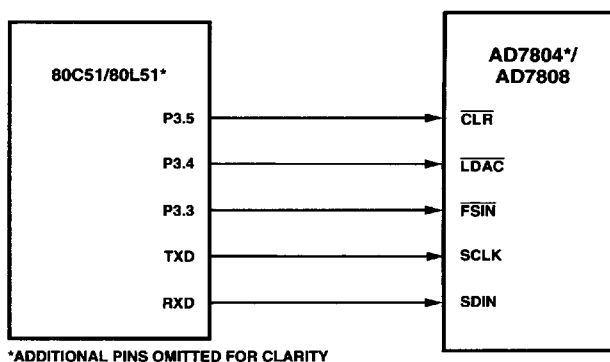 80C51/80L51*
AD7804*/
AD7808
P3.5
CLR
P3.4
LDAC
P3.3
FSIN
TXD
SCLK
RXD
SDIN
*ADDITIONAL PINS OMITTED FOR CLARITY